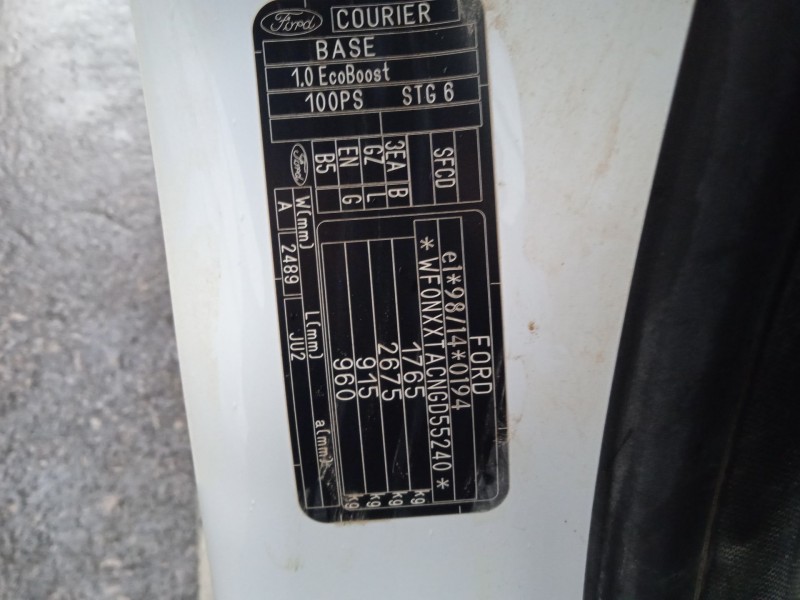 Ford COURIER
BASE
1.0 EcoBoost
100PS STG 6
FORD
e1*98/14*0194
*WF0NXXTACNGD55240*
1765 kg
2675 kg
915 kg
960 kg
SFCD
3EA B
GZ L
EN G
B5
Ford
W(mm) L(mm) a(mm²
A 2489 JU2